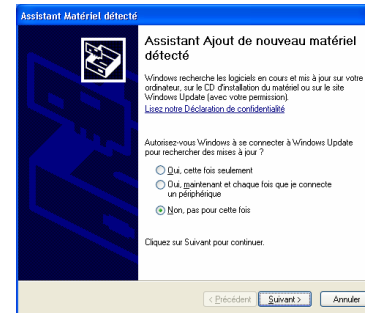 Assistant Matériel détecté
Assistant Ajout de nouveau matériel
détecté
Windows recherche les logiciels en cours et mis à jour sur votre
ordinateur, sur le CD d'installation du matériel ou sur le site
Windows Update (avec votre permission).
Lisez notre Déclaration de confidentialité
Autorisez-vous Windows à se connecter à Windows Update
pour rechercher des mises à jour ?
Oui, cette fois seulement
Oui, maintenant et chaque fois que je connecte
un périphérique
Non, pas pour cette fois
Cliquez sur Suivant pour continuer.
< Précédent Suivant > Annuler